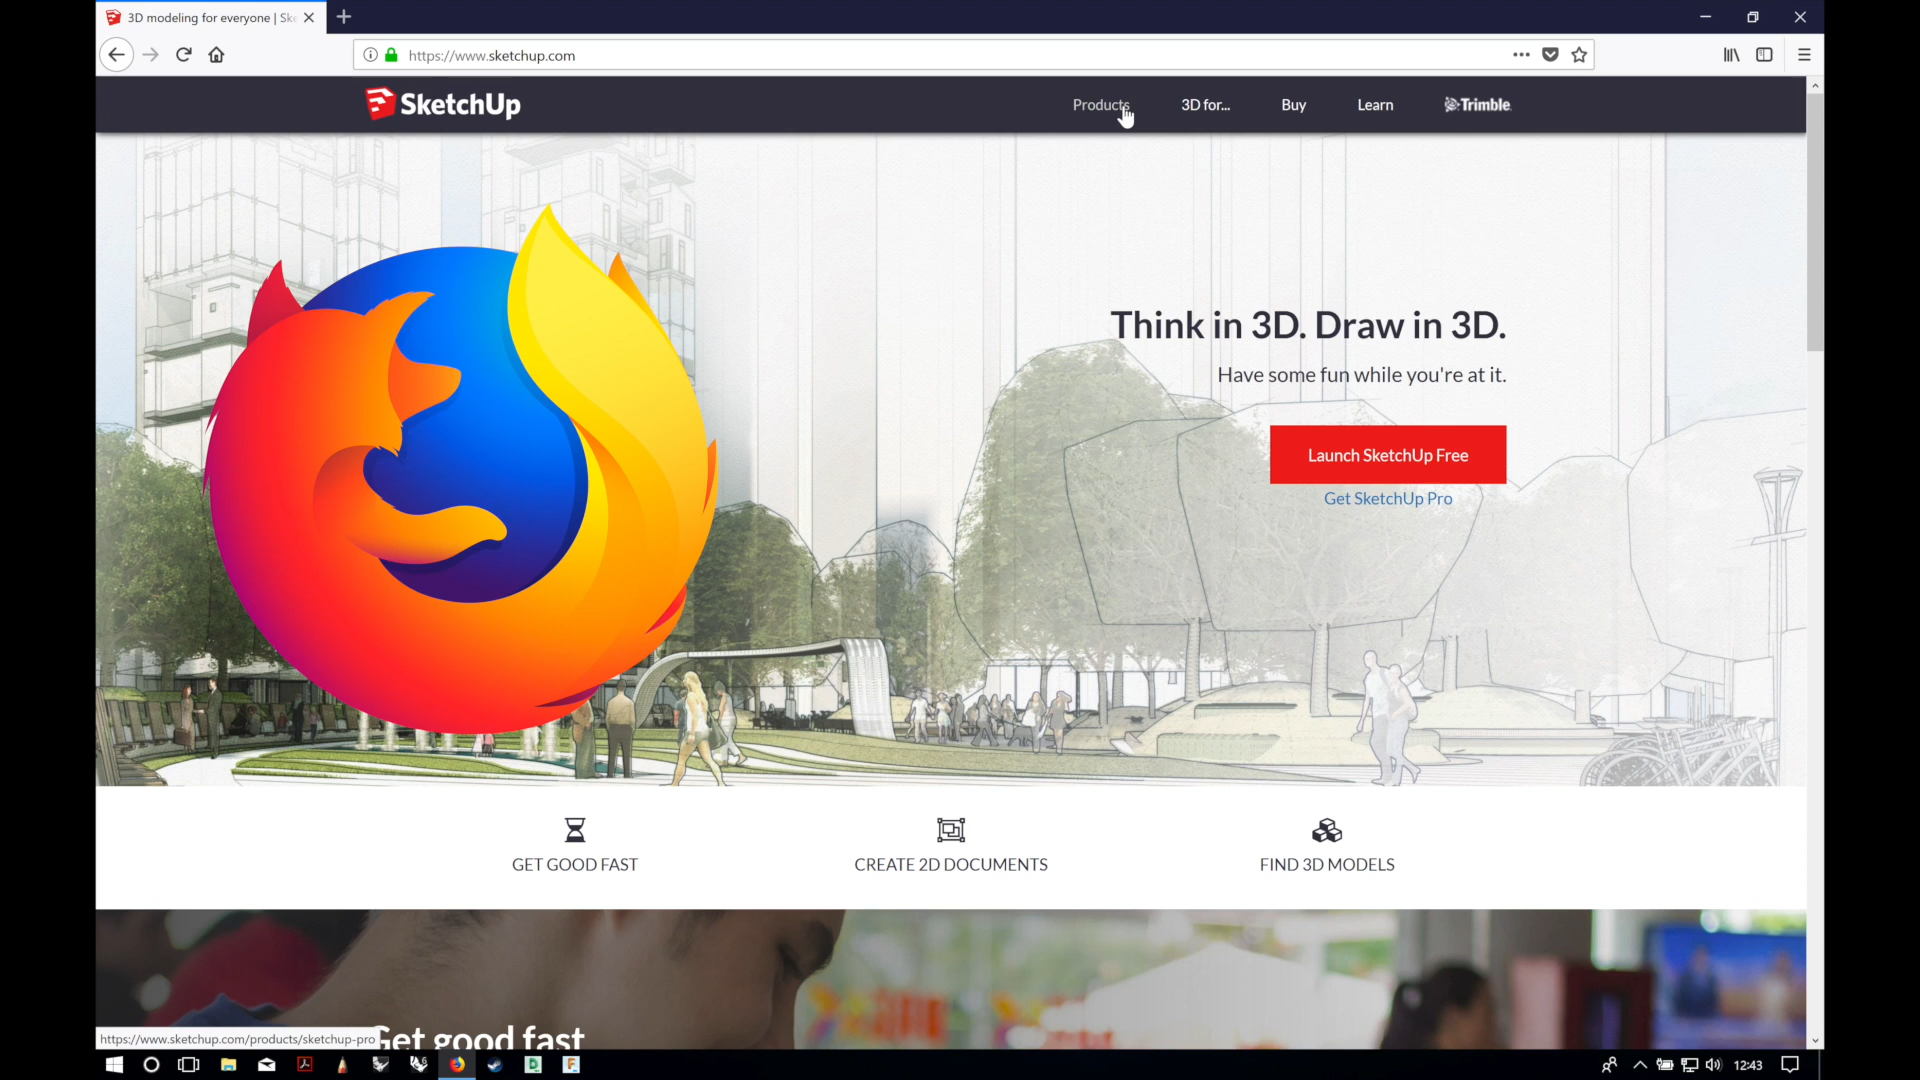 3D modeling for everyone | Ske
https://www.sketchup.com
SketchUp
Products
3D for...
Buy
Learn
Trimble
Think in 3D. Draw in 3D.
Have some fun while you're at it.
Launch SketchUp Free
Get SketchUp Pro
GET GOOD FAST
CREATE 2D DOCUMENTS
FIND 3D MODELS
Get good fast
https://www.sketchup.com/products/sketchup-pro
12:43